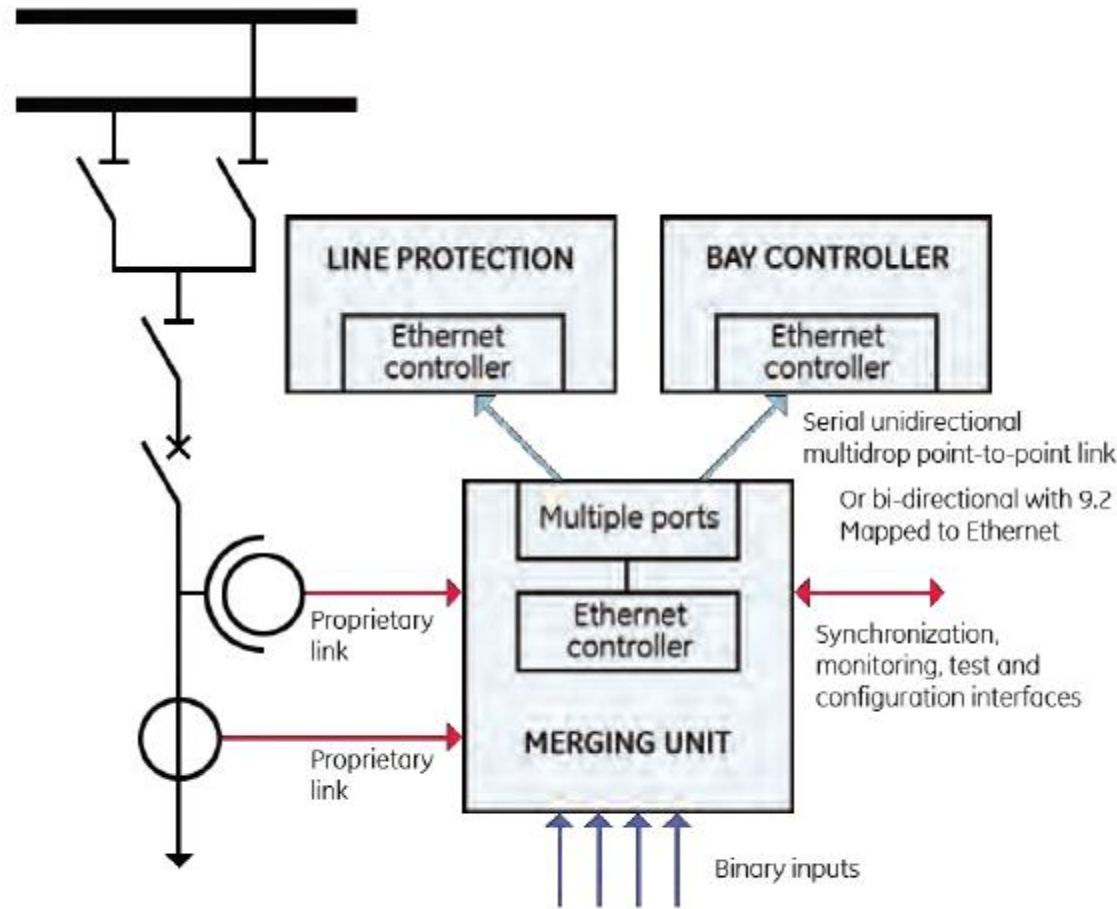 LINE PROTECTION
Ethernet
controller
BAY CONTROLLER
Ethernet
controller
Serial unidirectional
multidrop point-to-point link
Or bi-directional with 9.2
Mapped to Ethernet
Multiple ports
Ethernet
controller
MERGING UNIT
Proprietary
link
Proprietary
link
Synchronization,
monitoring, test and
configuration interfaces
Binary inputs